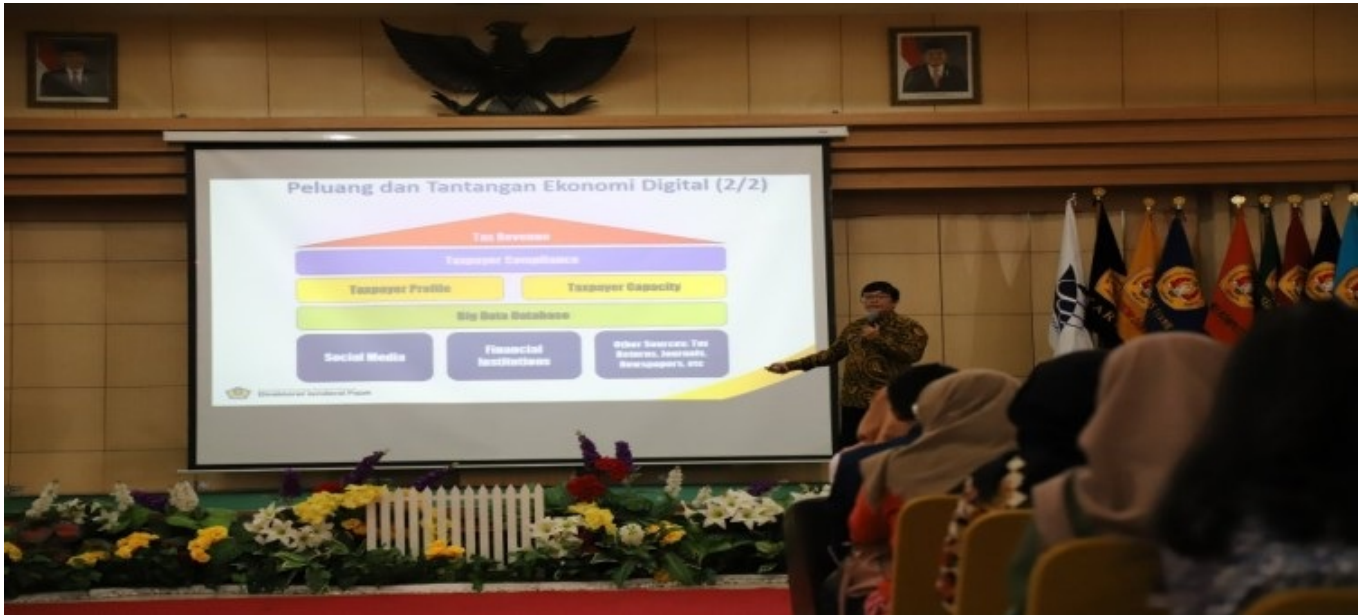 Peluang dan Tantangan Ekonomi Digital (2/2)
Tax Revenue
Taxpayer Compliance
Taxpayer Profile
Taxpayer Capacity
Big Data Database
Social Media
Financial
Institutions
Other Sources: Tax
Returns, Journals,
Newspapers, etc
Direktorat Jenderal Pajak